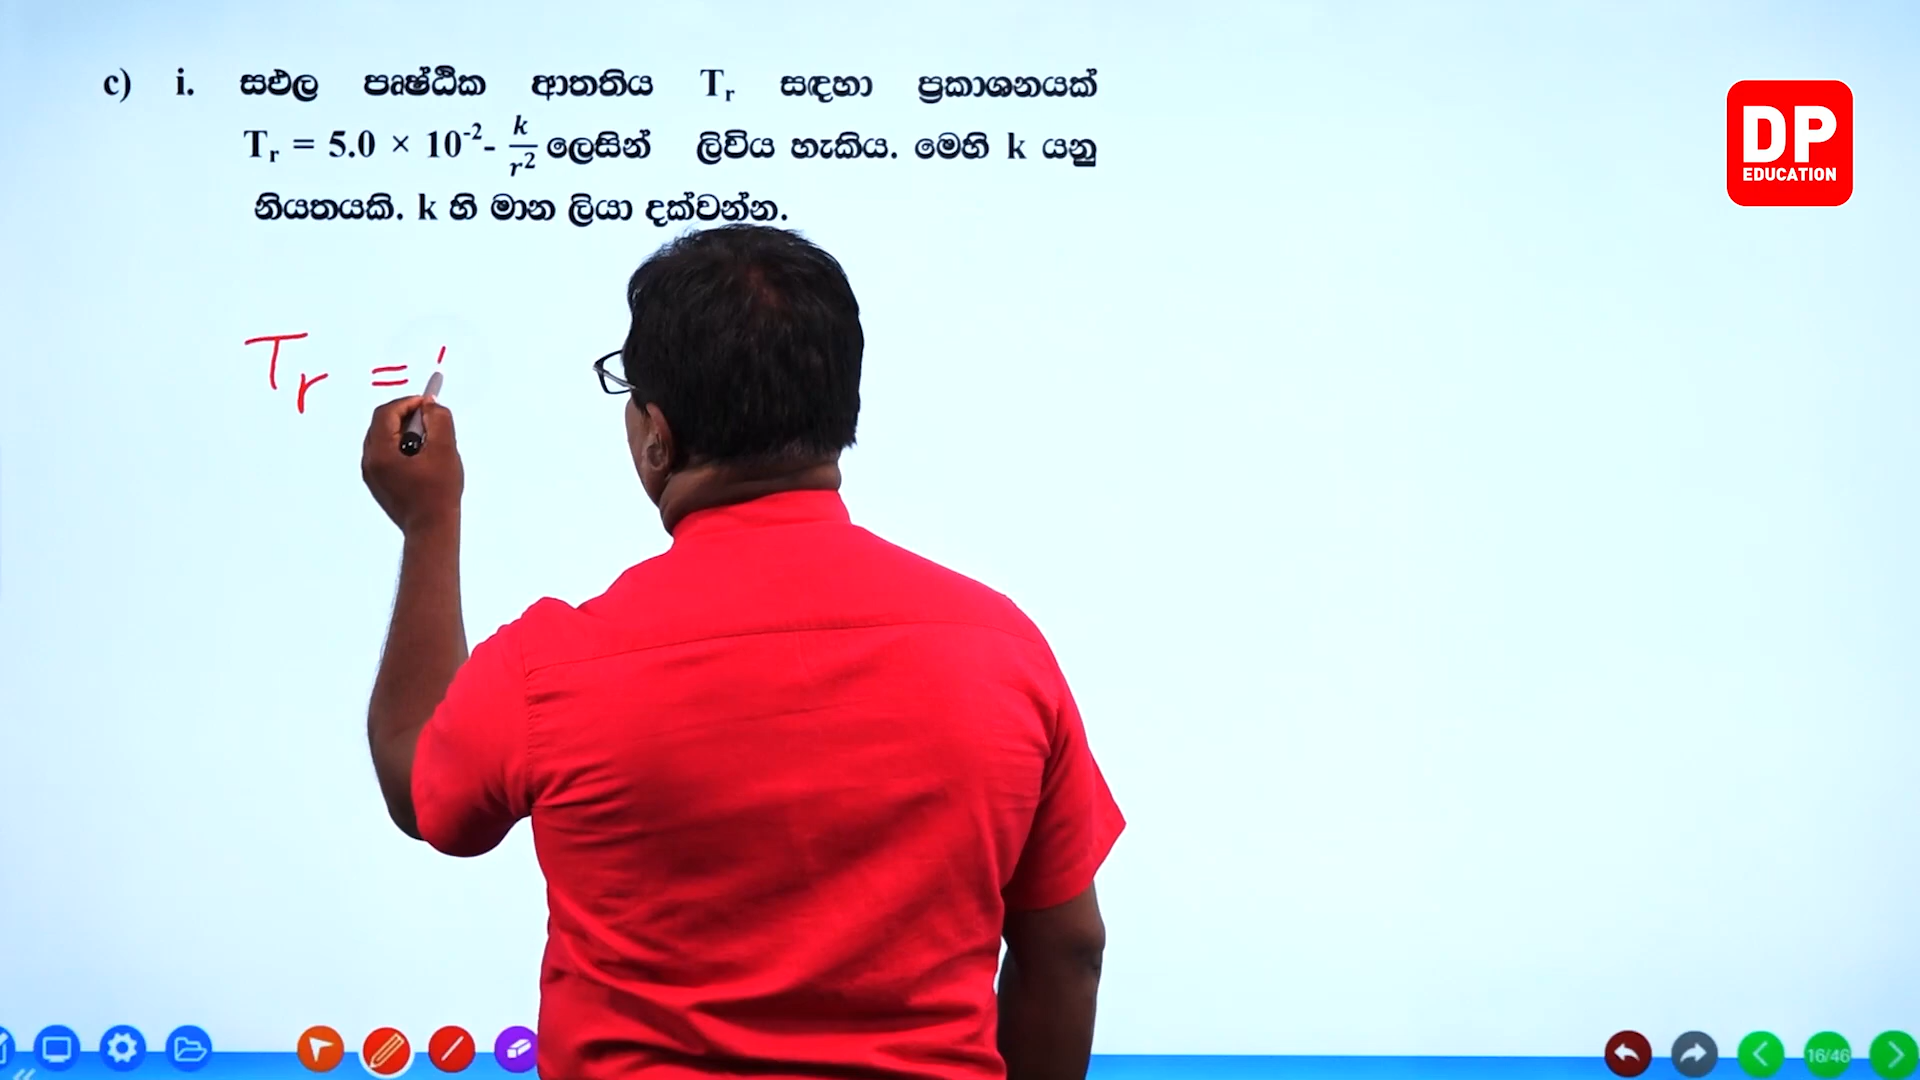 c) i. සඵල පෘෂ්ඨික ආතතිය Tᵣ සඳහා ප්‍රකාශනයක්
Tᵣ = 5.0 × 10⁻² - k/r² ලෙසින් ලිවිය හැකිය. මෙහි k යනු
නියතයකි. k හි මාන ලියා දක්වන්න.
Tᵣ =
DP
EDUCATION
16/46